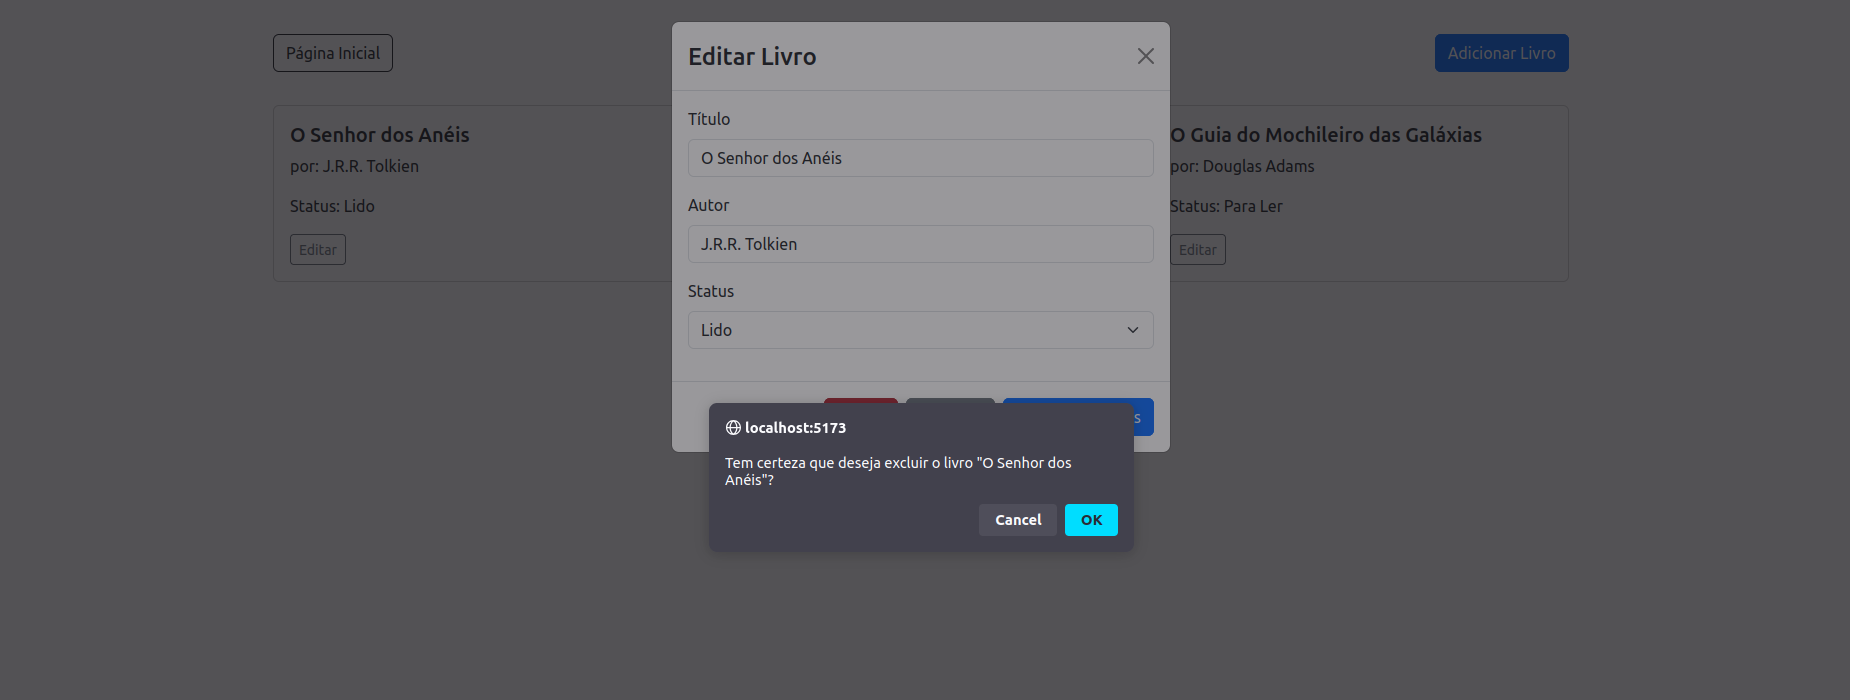 Página Inicial
Adicionar Livro
O Senhor dos Anéis
por: J.R.R. Tolkien
Status: Lido
Editar
Editar Livro
Título
O Senhor dos Anéis
Autor
J.R.R. Tolkien
Status
Lido
O Guia do Mochileiro das Galáxias
por: Douglas Adams
Status: Para Ler
Editar
s
localhost:5173
Tem certeza que deseja excluir o livro "O Senhor dos
Anéis"?
Cancel
OK